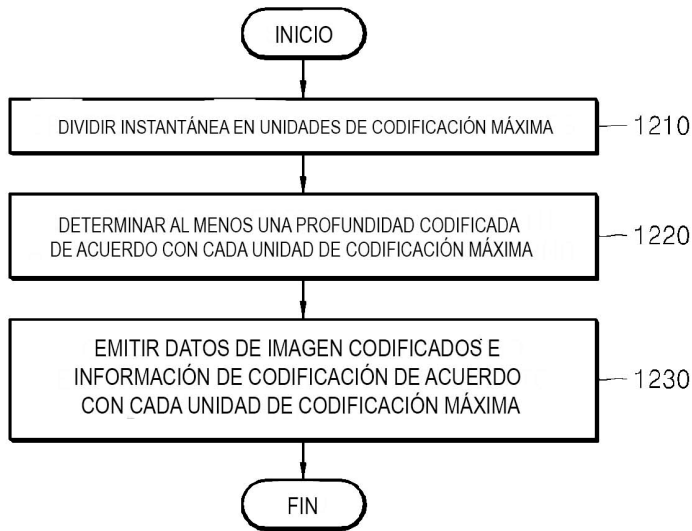 INICIO
DIVIDIR INSTANTÁNEA EN UNIDADES DE CODIFICACIÓN MÁXIMA
1210
DETERMINAR AL MENOS UNA PROFUNDIDAD CODIFICADA
DE ACUERDO CON CADA UNIDAD DE CODIFICACIÓN MÁXIMA
1220
EMITIR DATOS DE IMAGEN CODIFICADOS E
INFORMACIÓN DE CODIFICACIÓN DE ACUERDO
CON CADA UNIDAD DE CODIFICACIÓN MÁXIMA
1230
FIN